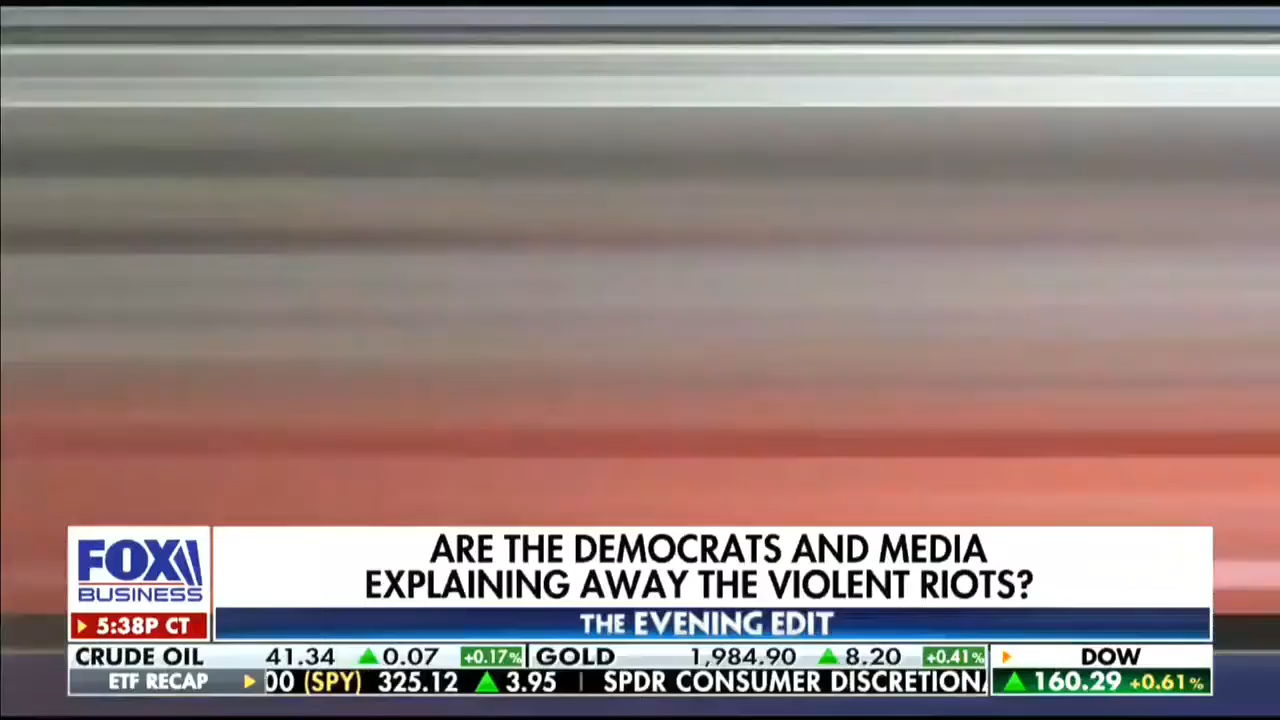 ARE THE DEMOCRATS AND MEDIA
EXPLAINING AWAY THE VIOLENT RIOTS?
FOX
BUSINESS
5:38P CT
THE EVENING EDIT
CRUDE OIL 41.34 0.07 +0.17% GOLD 1,984.90 8.20 +0.41% DOW
ETF RECAP 00 (SPY) 325.12 3.95 SPDR CONSUMER DISCRETION 160.29 +0.61%